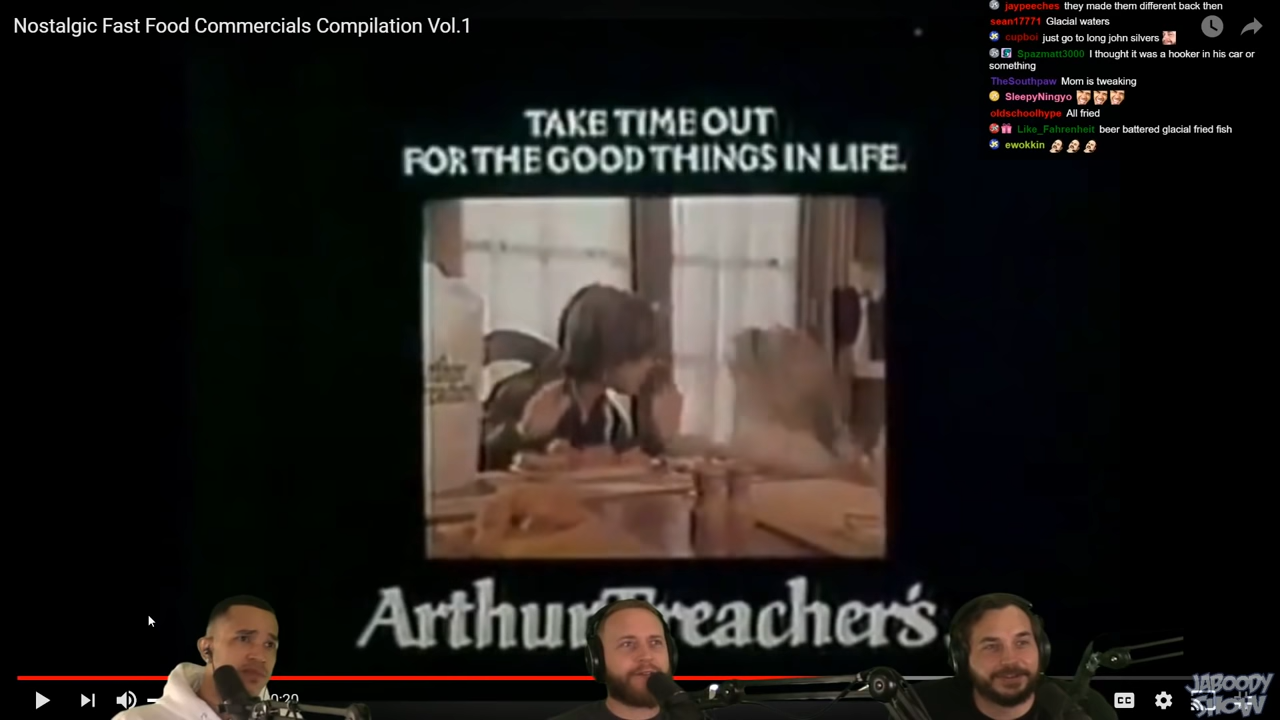 Nostalgic Fast Food Commercials Compilation Vol.1
jaypeeches they made them different back then
sean17771 Glacial waters
cupboi just go to long john silvers
Spazmatt3000 I thought it was a hooker in his car or
something
TheSouthpaw Mom is tweaking
SleepyNingyo
oldschoolhype All fried
Like_Fahrenheit beer battered glacial fried fish
ewokkin
TAKE TIME OUT
FOR THE GOOD THINGS IN LIFE.
Arthur Treacher's
0:20
CC
JABOODY
SHOW